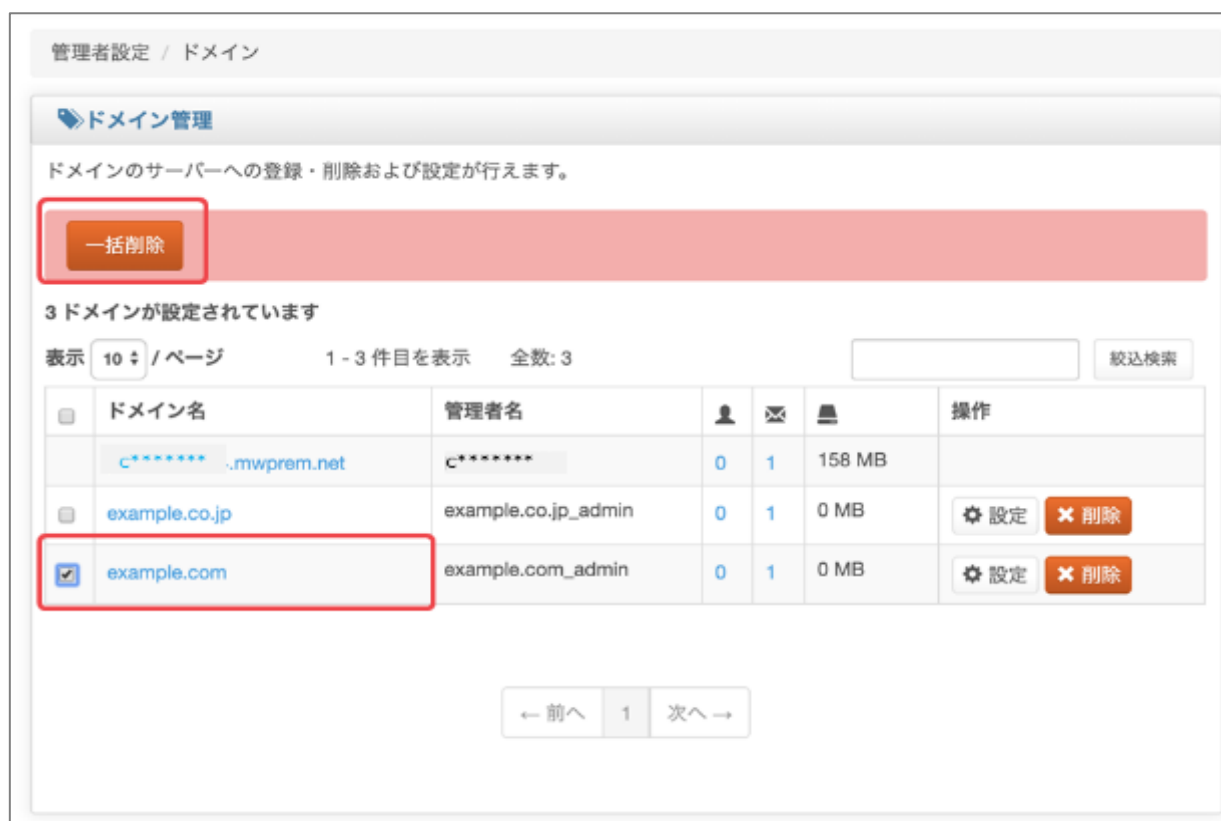 管理者設定 / ドメイン
ドメイン管理
ドメインのサーバーへの登録・削除および設定が行えます。
一括削除
3 ドメインが設定されています
表示 10 / ページ 1 - 3 件目を表示 全数: 3 絞込検索
ドメイン名 管理者名 操作
c******* .mwprem.net c******* 0 1 158 MB
example.co.jp example.co.jp_admin 0 1 0 MB 設定 削除
example.com example.com_admin 0 1 0 MB 設定 削除
← 前へ 1 次へ →